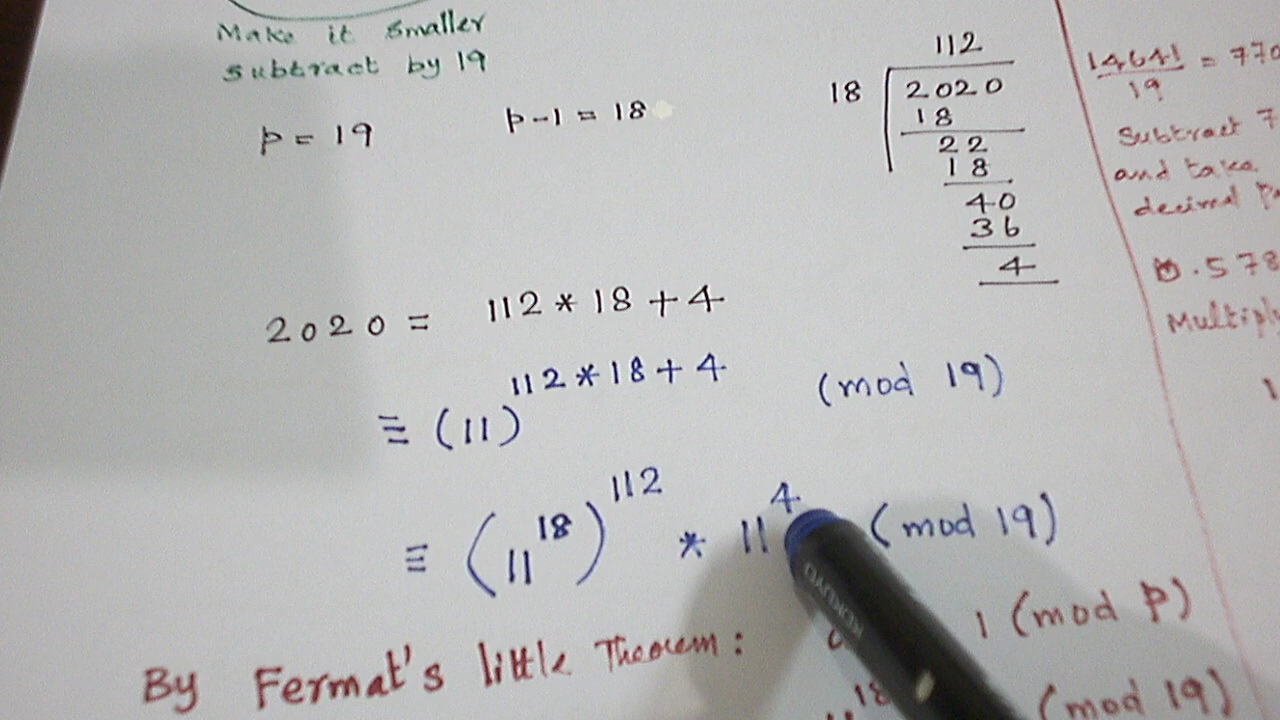 Make it smaller
subtract by 19
p = 19
p-1 = 18
112
18 2020
18
22
18
40
36
4
2020 = 112 * 18 + 4
≡ (11)^112*18+4 (mod 19)
≡ (11^18)^112 * 11^4 (mod 19)
By Fermat's little Theorem: 1 (mod p)
18 (mod 19)
14641/19 = 770
Subtract 7
and take
decimal
0.578